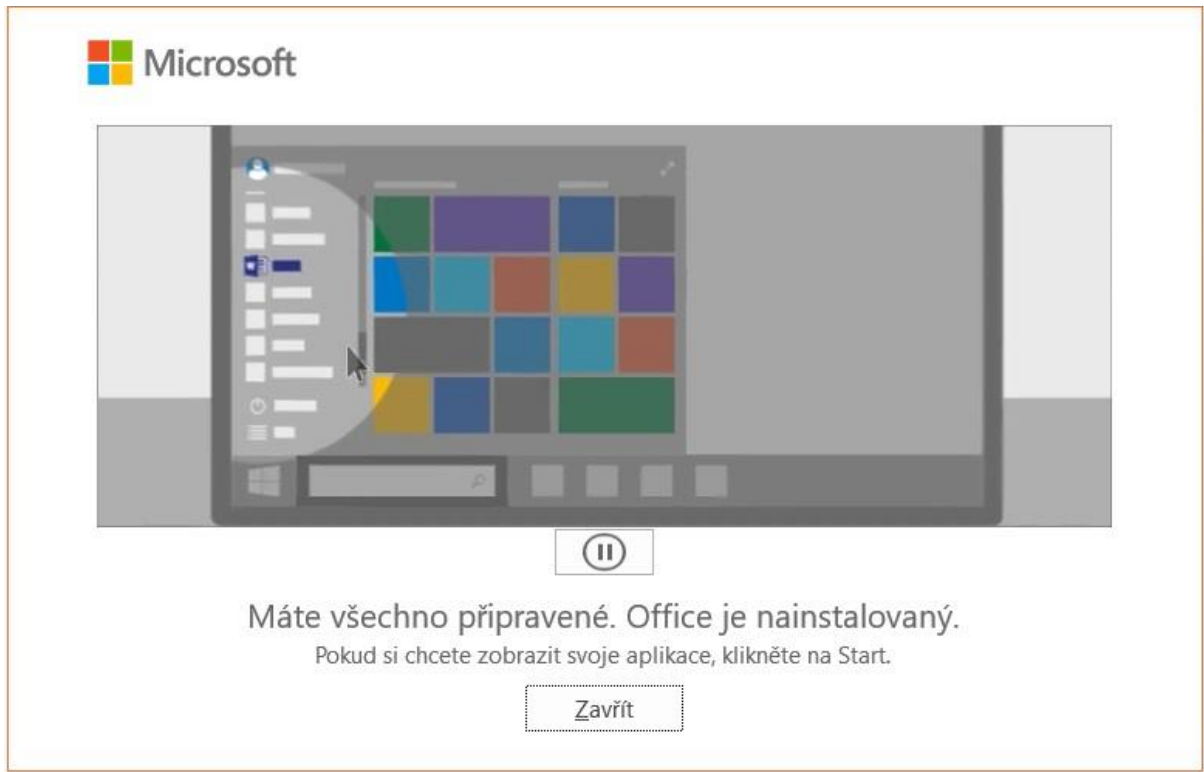 Microsoft
Máte všechno připravené. Office je nainstalovaný.
Pokud si chcete zobrazit svoje aplikace, klikněte na Start.
Zavřít